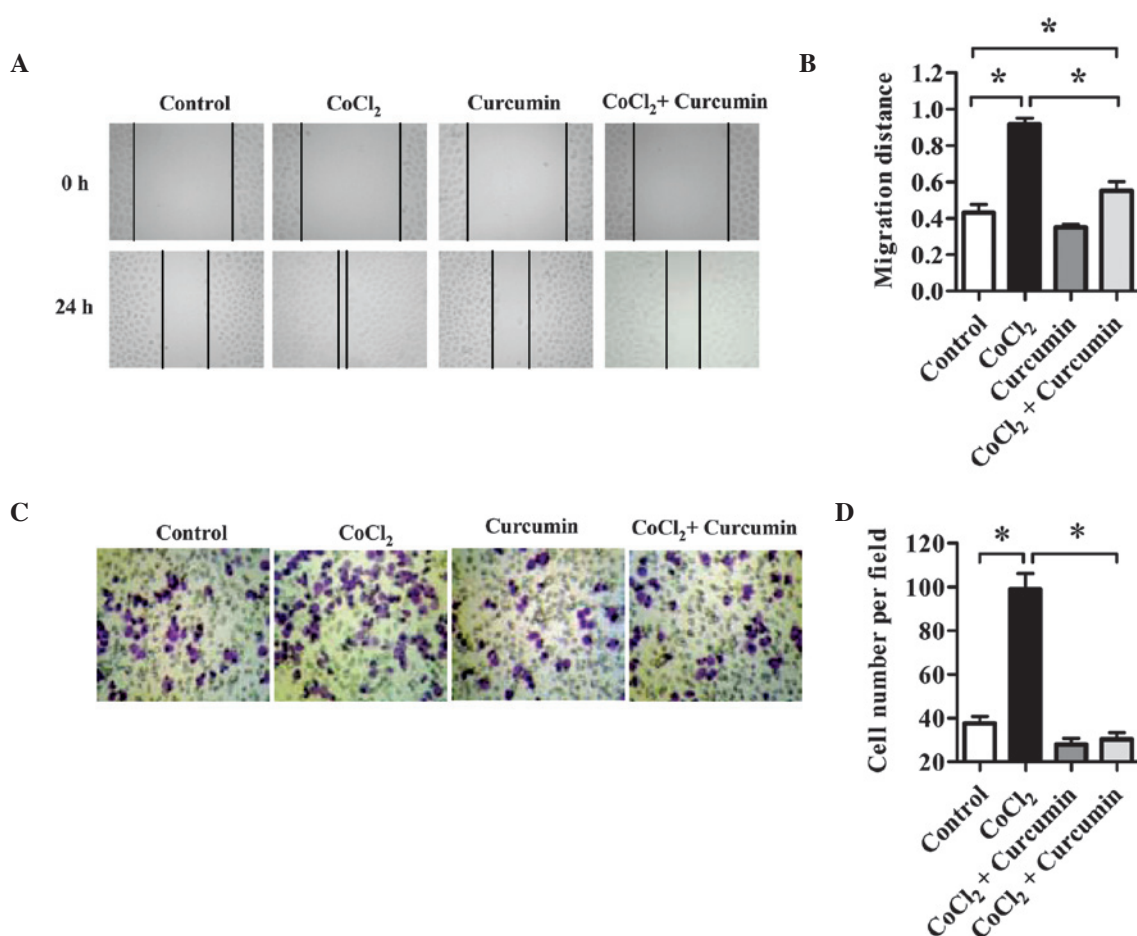 A
Control CoCl₂ Curcumin CoCl₂+ Curcumin
0 h
24 h
B
* 
* *
Migration distance
1.2
1.0
0.8
0.6
0.4
0.2
0.0
Control
CoCl₂
Curcumin
CoCl₂ + Curcumin
C
Control CoCl₂ Curcumin CoCl₂+ Curcumin
D
* *
Cell number per field
120
100
80
60
40
20
Control
CoCl₂
CoCl₂ + Curcumin
CoCl₂ + Curcumin